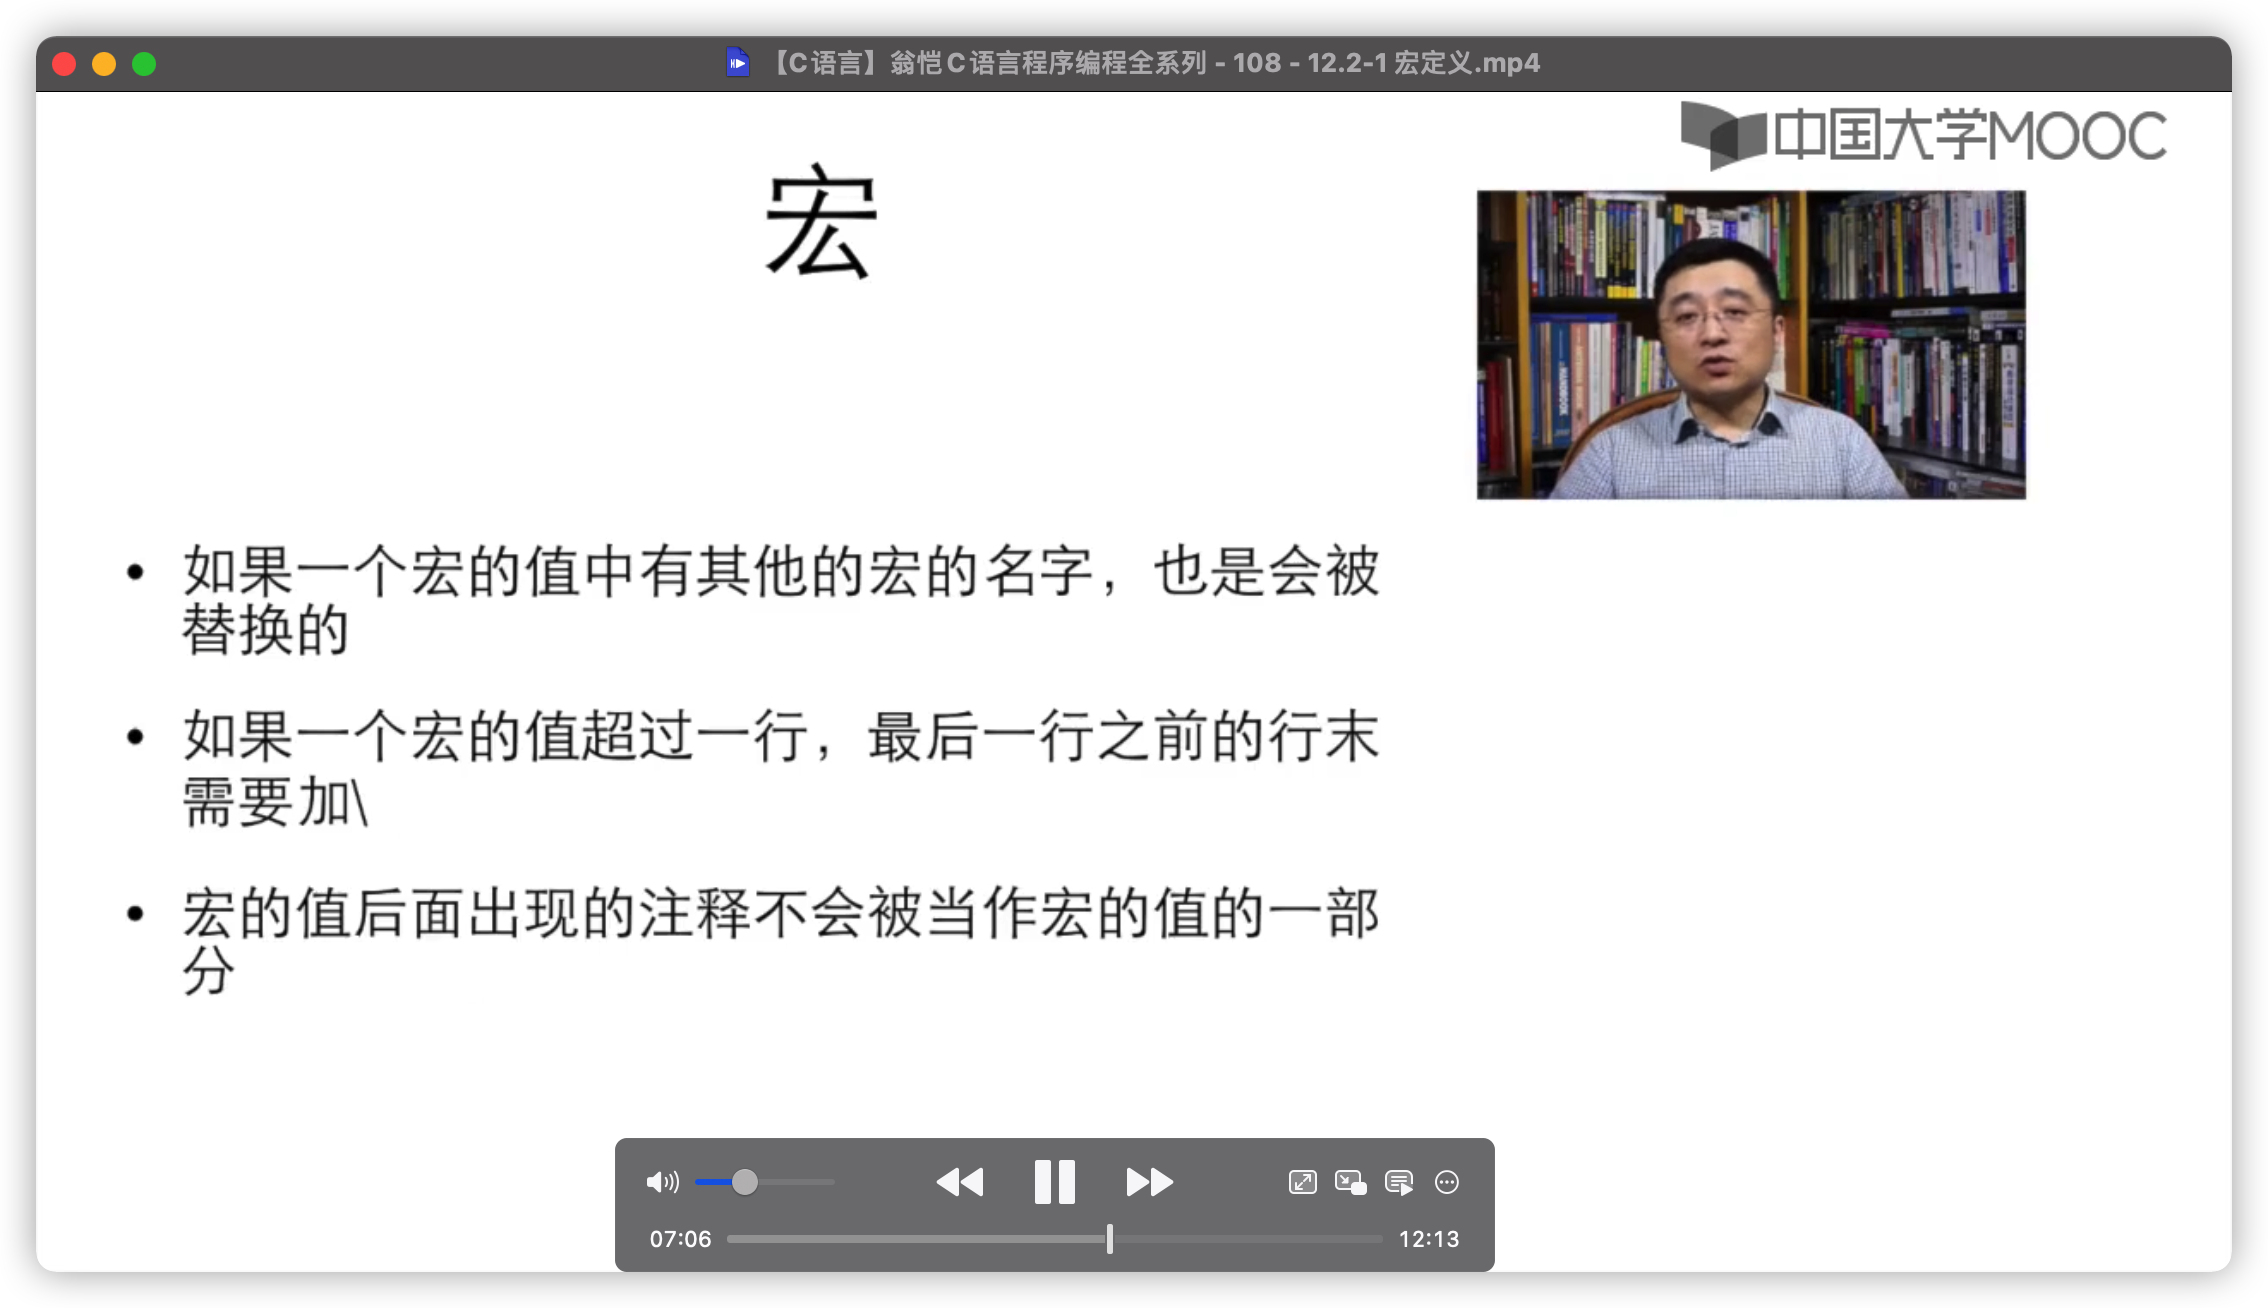 【C语言】翁恺C语言程序编程全系列 - 108 - 12.2-1 宏定义.mp4
中国大学MOOC
宏
• 如果一个宏的值中有其他的宏的名字，也是会被
替换的
• 如果一个宏的值超过一行，最后一行之前的行末
需要加\
• 宏的值后面出现的注释不会被当作宏的值的一部
分
07:06
12:13